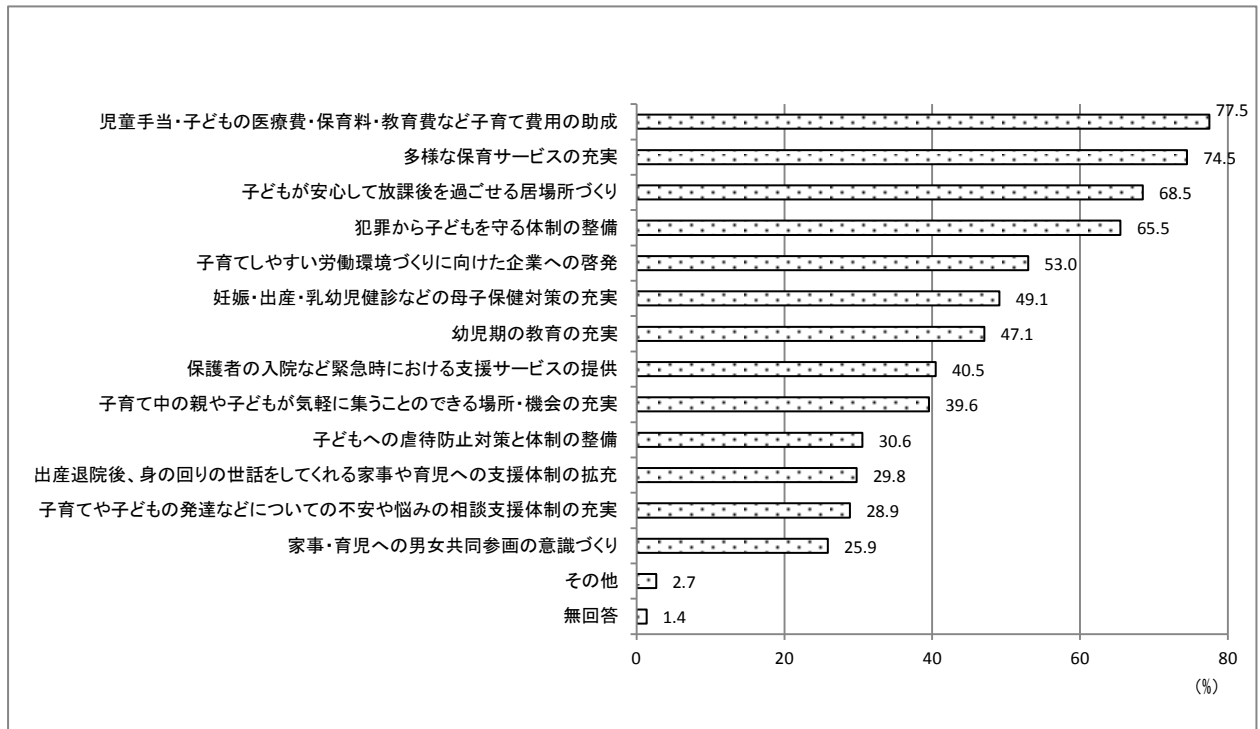 児童手当・子どもの医療費・保育料・教育費など子育て費用の助成 77.5
多様な保育サービスの充実 74.5
子どもが安心して放課後を過ごせる居場所づくり 68.5
犯罪から子どもを守る体制の整備 65.5
子育てしやすい労働環境づくりに向けた企業への啓発 53.0
妊娠・出産・乳幼児健診などの母子保健対策の充実 49.1
幼児期の教育の充実 47.1
保護者の入院など緊急時における支援サービスの提供 40.5
子育て中の親や子どもが気軽に集うことのできる場所・機会の充実 39.6
子どもへの虐待防止対策と体制の整備 30.6
出産退院後、身の回りの世話をしてくれる家事や育児への支援体制の拡充 29.8
子育てや子どもの発達などについての不安や悩みの相談支援体制の充実 28.9
家事・育児への男女共同参画の意識づくり 25.9
その他 2.7
無回答 1.4
0 20 40 60 80
(%)